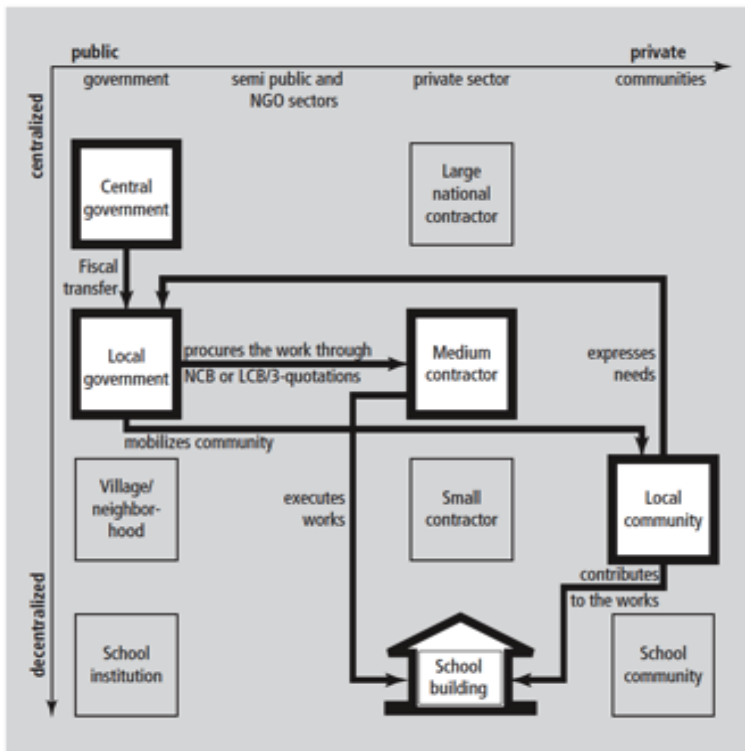 public
private
government
semi public and
NGO sectors
private sector
communities
centralized
Central
government
Large
national
contractor
Fiscal
transfer
Local
government
procures the work through
NCB or LCB/3-quotations
Medium
contractor
expresses
needs
mobilizes community
Village/
neighbor-
hood
executes
works
Small
contractor
Local
community
contributes
to the works
decentralized
School
institution
School
building
School
community